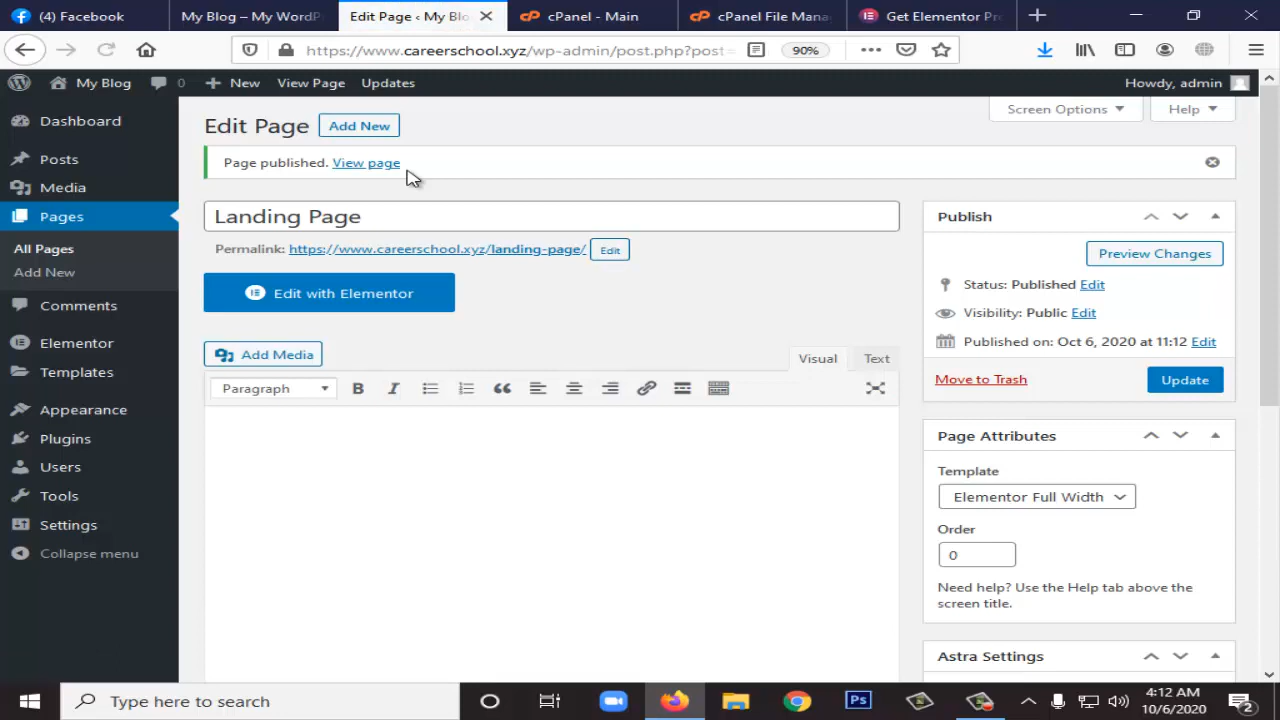 (4) Facebook
My Blog – My WordP
Edit Page ‹ My Blo
cPanel - Main
cPanel File Mana
Get Elementor Pr
https://www.careerschool.xyz/wp-admin/post.php?post=
90%
My Blog
0
New
View Page
Updates
Howdy, admin
Dashboard
Posts
Media
Pages
All Pages
Add New
Comments
Elementor
Templates
Appearance
Plugins
Users
Tools
Settings
Collapse menu
Screen Options
Help
Edit Page
Add New
Page published. View page
Landing Page
Permalink: https://www.careerschool.xyz/landing-page/ Edit
Edit with Elementor
Add Media
Visual
Text
Paragraph
Publish
Preview Changes
Status: Published Edit
Visibility: Public Edit
Published on: Oct 6, 2020 at 11:12 Edit
Move to Trash
Update
Page Attributes
Template
Elementor Full Width
Order
0
Need help? Use the Help tab above the
screen title.
Astra Settings
Type here to search
Ps
4:12 AM
10/6/2020
2